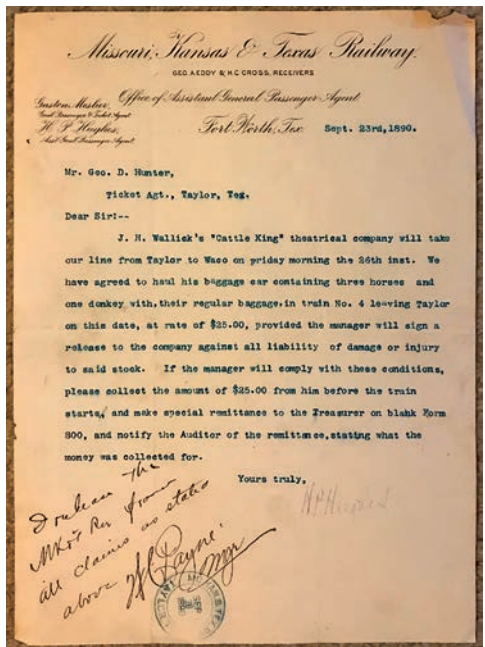 Missouri, Kansas & Texas Railway.
GEO. A. EDDY & H.C. CROSS, RECEIVERS
Office of Assistant General Passenger Agent
Gaston Meslier,
Genl Passenger & Ticket Agent
H. P. Hughes,
Asst Genl Passenger Agent
Fort Worth, Tex. Sept. 23rd, 1890.
Mr. Geo. D. Hunter,
Ticket Agt., Taylor, Tex.
Dear Sir:--
J. H. Wallick's "Cattle King" theatrical company will take
our line from Taylor to Waco on priday morning the 26th inst. We
have agreed to haul his baggage car containing three horses and
one donkey with, their regular baggage, in train No. 4 leaving Taylor
on this date, at rate of $25.00, provided the manager will sign a
release to the company against all liability of damage or injury
to said stock. If the manager will comply with these conditions,
please collect the amount of $25.00 from him before the train
starts, and make special remittance to the Treasurer on blank Form
800, and notify the Auditor of the remittance, stating what the
money was collected for.
Yours truly,
HP Hughes
the
MK&T Ry from
all claims as stated
above
Payne
Mgr